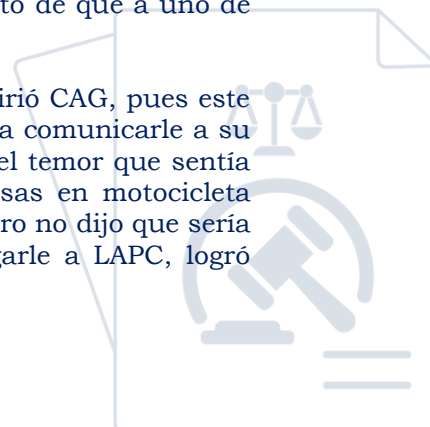 to de que a uno de
irió CAG, pues este
a comunicarle a su
el temor que sentía
sas en motocicleta
ro no dijo que sería
garle a LAPC, logró